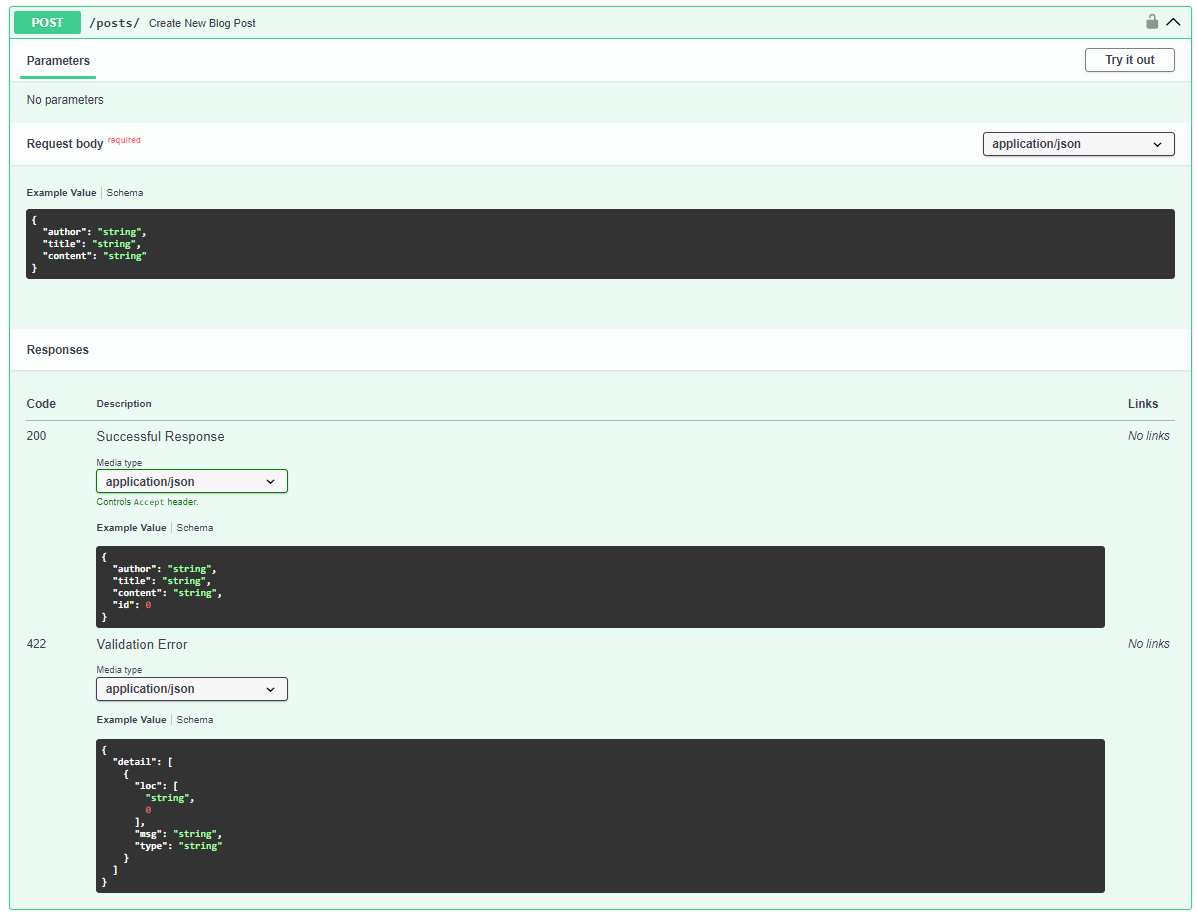 POST /posts/ Create New Blog Post
Parameters
Try it out
No parameters
Request body required
application/json
Example Value Schema
{
  "author": "string",
  "title": "string",
  "content": "string"
}
Responses
Code Description Links
200 Successful Response No links
Media type
application/json
Controls Accept header.
Example Value Schema
{
  "author": "string",
  "title": "string",
  "content": "string",
  "id": 0
}
422 Validation Error No links
Media type
application/json
Example Value Schema
{
  "detail": [
    {
      "loc": [
        "string",
        0
      ],
      "msg": "string",
      "type": "string"
    }
  ]
}